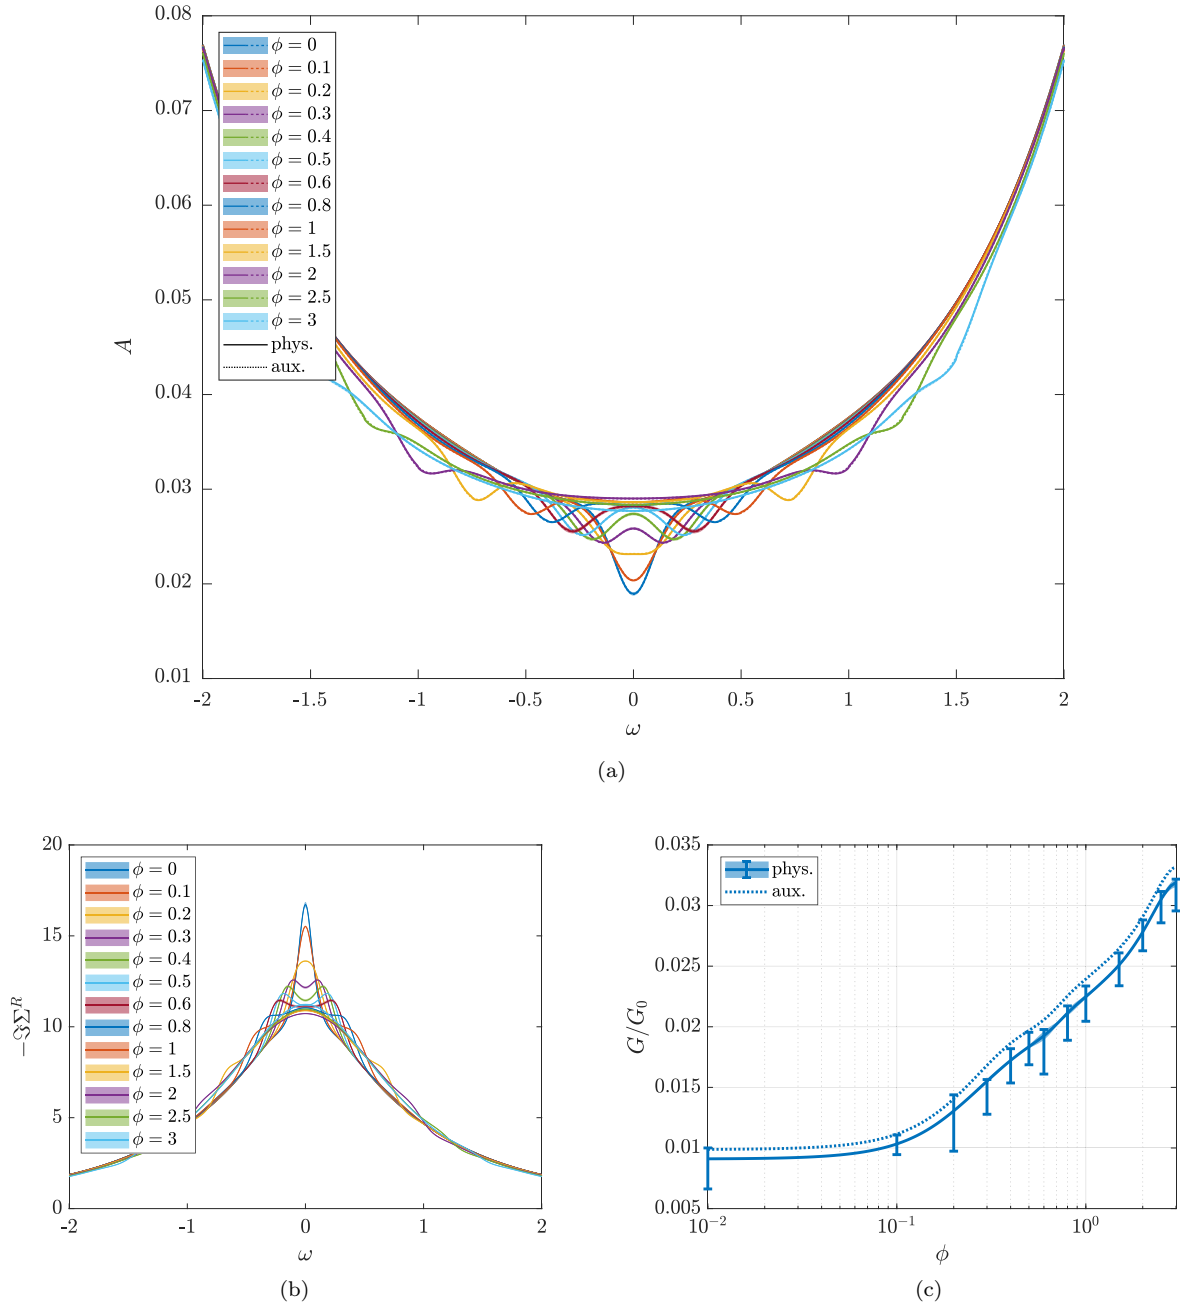 0.08
0.07
0.06
0.05
0.04
0.03
0.02
0.01
A
ϕ = 0
ϕ = 0.1
ϕ = 0.2
ϕ = 0.3
ϕ = 0.4
ϕ = 0.5
ϕ = 0.6
ϕ = 0.8
ϕ = 1
ϕ = 1.5
ϕ = 2
ϕ = 2.5
ϕ = 3
phys.
aux.
-2 -1.5 -1 -0.5 0 0.5 1 1.5 2
ω
(a)
20
15
10
5
0
−ℑΣ^R
ϕ = 0
ϕ = 0.1
ϕ = 0.2
ϕ = 0.3
ϕ = 0.4
ϕ = 0.5
ϕ = 0.6
ϕ = 0.8
ϕ = 1
ϕ = 1.5
ϕ = 2
ϕ = 2.5
ϕ = 3
-2 -1 0 1 2
ω
(b)
0.035
0.03
0.025
0.02
0.015
0.01
0.005
G/G₀
phys.
aux.
10⁻² 10⁻¹ 10⁰
ϕ
(c)